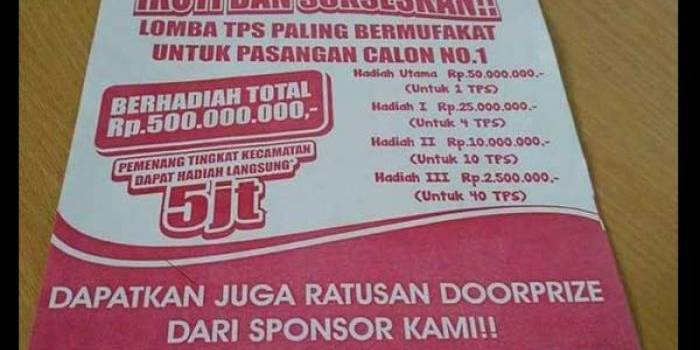 IKUTI DAN SUKSESKAN!!
LOMBA TPS PALING BERMUFAKAT
UNTUK PASANGAN CALON NO.1
BERHADIAH TOTAL
Rp.500.000.000,-
PEMENANG TINGKAT KECAMATAN
DAPAT HADIAH LANGSUNG*
5jt
Hadiah Utama Rp.50.000.000,-
(Untuk 1 TPS)
Hadiah I Rp.25.000.000,-
(Untuk 4 TPS)
Hadiah II Rp.10.000.000,-
(Untuk 10 TPS)
Hadiah III Rp.2.500.000,-
(Untuk 40 TPS)
DAPATKAN JUGA RATUSAN DOORPRIZE
DARI SPONSOR KAMI!!